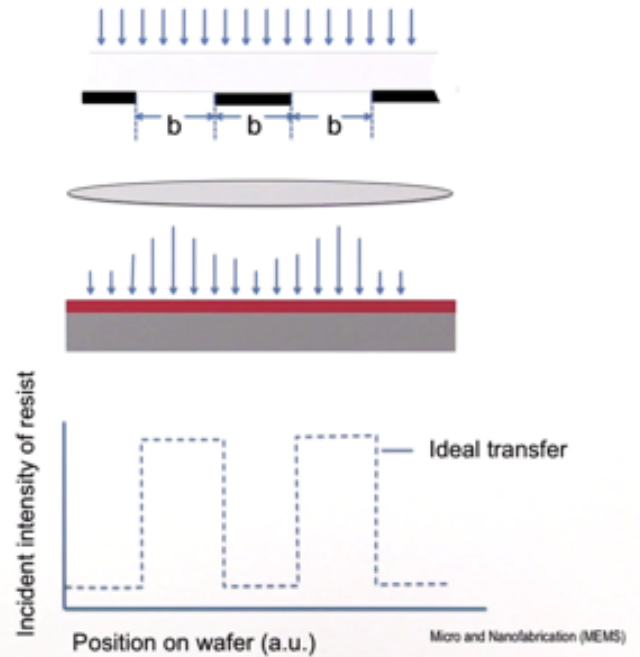 b b b
Incident intensity of resist
Ideal transfer
Position on wafer (a.u.)
Micro and Nanofabrication (MEMS)